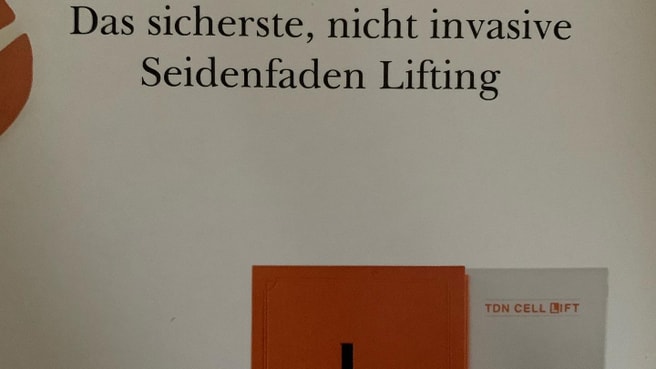 Das sicherste, nicht invasive
Seidenfaden Lifting
TDN CELL LIFT